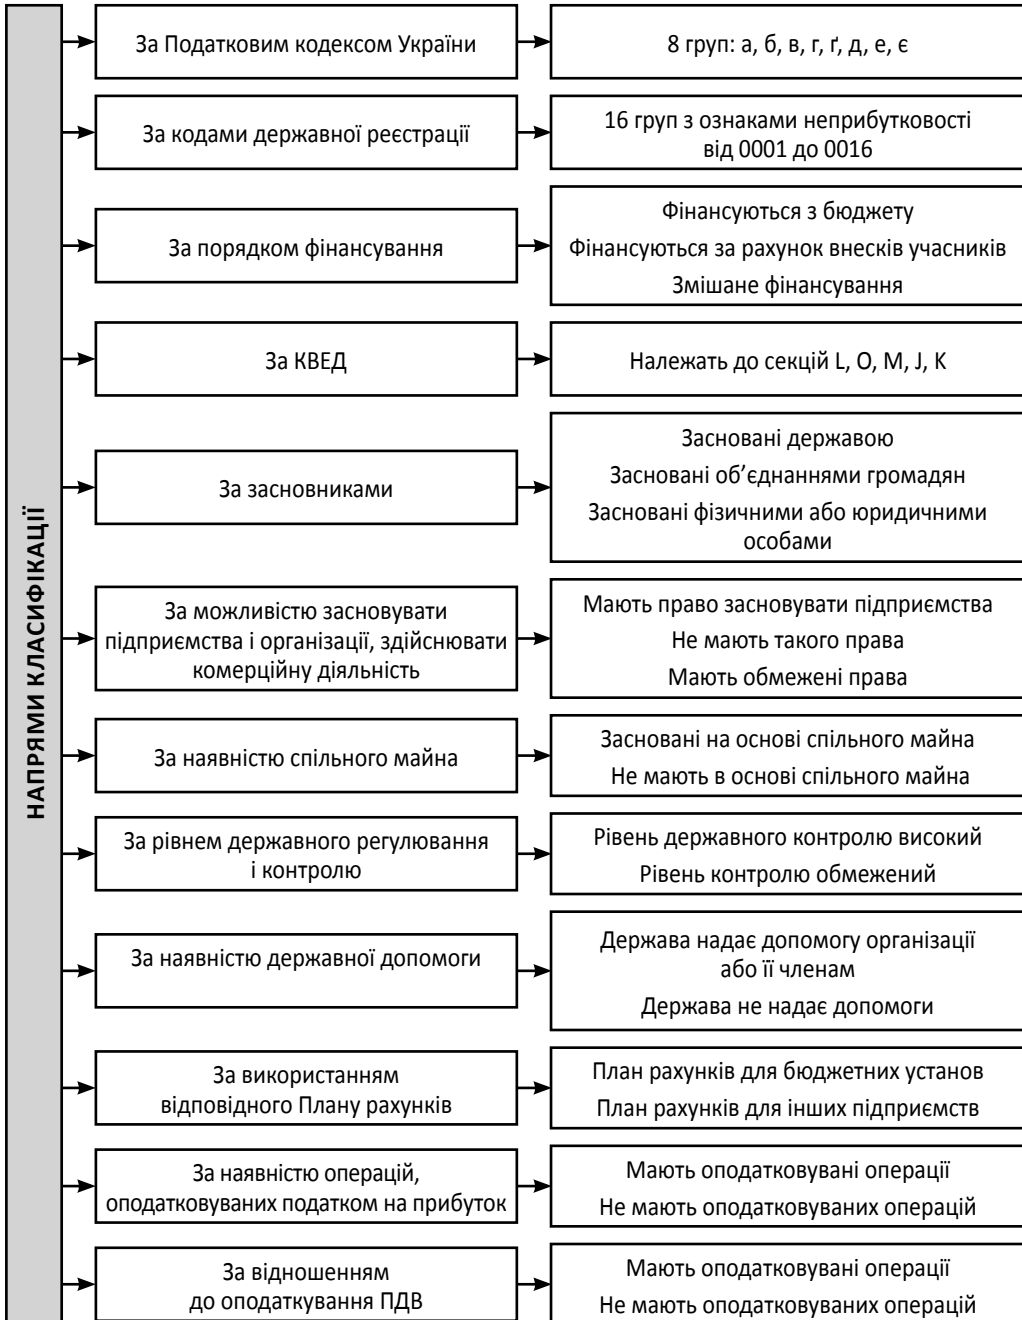 НАПРЯМИ КЛАСИФІКАЦІЇ
За Податковим кодексом України
8 груп: а, б, в, г, ґ, д, е, є
За кодами державної реєстрації
16 груп з ознаками неприбутковості
від 0001 до 0016
За порядком фінансування
Фінансуються з бюджету
Фінансуються за рахунок внесків учасників
Змішане фінансування
За КВЕД
Належать до секцій L, O, M, J, K
За засновниками
Засновані державою
Засновані об’єднаннями громадян
Засновані фізичними або юридичними
особами
За можливістю засновувати
підприємства і організації, здійснювати
комерційну діяльність
Мають право засновувати підприємства
Не мають такого права
Мають обмежені права
За наявністю спільного майна
Засновані на основі спільного майна
Не мають в основі спільного майна
За рівнем державного регулювання
і контролю
Рівень державного контролю високий
Рівень контролю обмежений
За наявністю державної допомоги
Держава надає допомогу організації
або її членам
Держава не надає допомоги
За використанням
відповідного Плану рахунків
План рахунків для бюджетних установ
План рахунків для інших підприємств
За наявністю операцій,
оподатковуваних податком на прибуток
Мають оподатковувані операції
Не мають оподатковуваних операцій
За відношенням
до оподаткування ПДВ
Мають оподатковувані операції
Не мають оподатковуваних операцій